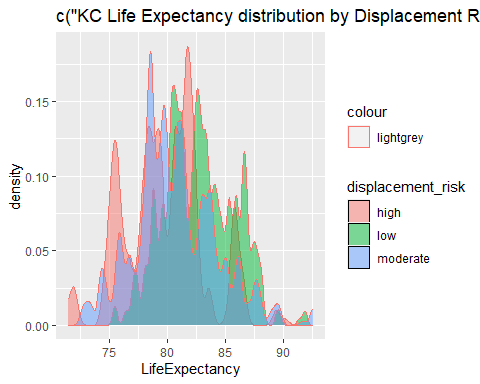 c("KC Life Expectancy distribution by Displacement R
0.15
0.10
0.05
0.00
density
75
80
85
90
LifeExpectancy
colour
lightgrey
displacement_risk
high
low
moderate